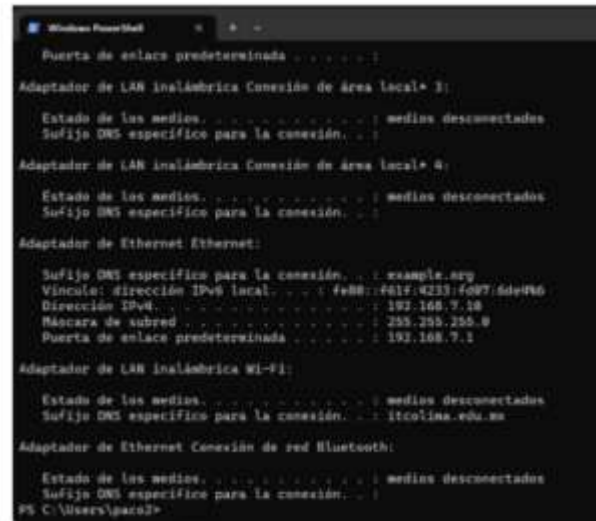 Windows PowerShell
Puerta de enlace predeterminada . . . . . :
Adaptador de LAN inalámbrica Conexión de área local* 3:
Estado de los medios. . . . . . . . . . . : medios desconectados
Sufijo DNS específico para la conexión. . :
Adaptador de LAN inalámbrica Conexión de área local* 4:
Estado de los medios. . . . . . . . . . . : medios desconectados
Sufijo DNS específico para la conexión. . :
Adaptador de Ethernet Ethernet:
Sufijo DNS específico para la conexión. . : example.org
Vínculo: dirección IPv6 local. . . : fe80::f61f:4233:fd07:6de4%6
Dirección IPv4. . . . . . . . . . . . . . : 192.168.7.10
Máscara de subred . . . . . . . . . . . . : 255.255.255.0
Puerta de enlace predeterminada . . . . . : 192.168.7.1
Adaptador de LAN inalámbrica Wi-Fi:
Estado de los medios. . . . . . . . . . . : medios desconectados
Sufijo DNS específico para la conexión. . : itcolima.edu.mx
Adaptador de Ethernet Conexión de red Bluetooth:
Estado de los medios. . . . . . . . . . . : medios desconectados
Sufijo DNS específico para la conexión. . :
PS C:\Users\paco2>